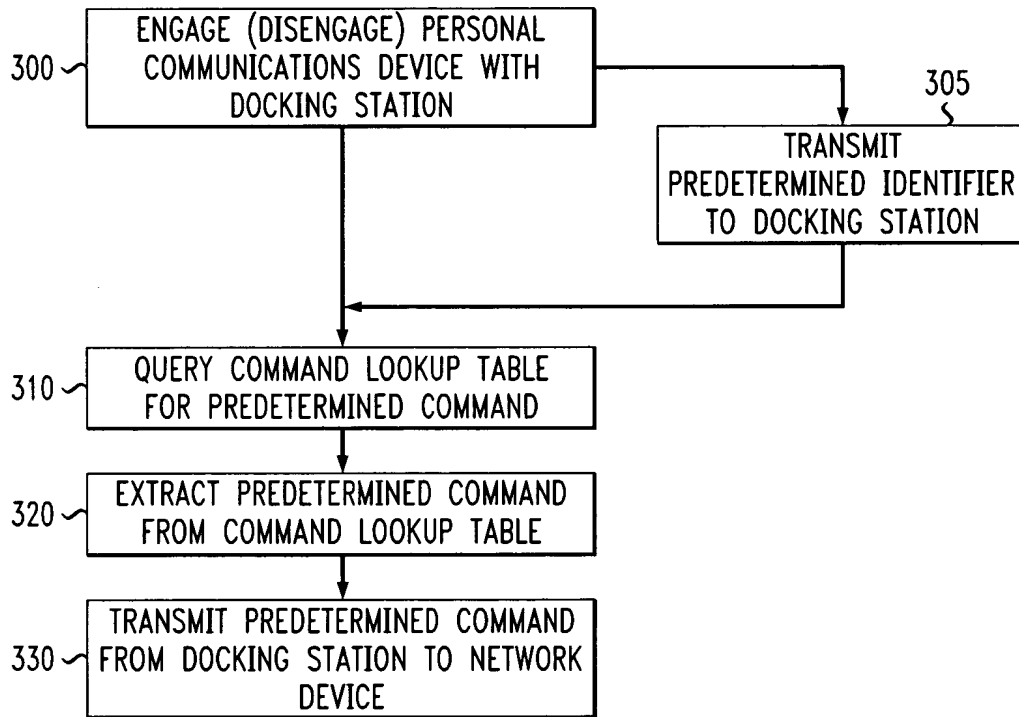 300
ENGAGE (DISENGAGE) PERSONAL
COMMUNICATIONS DEVICE WITH
DOCKING STATION
305
TRANSMIT
PREDETERMINED IDENTIFIER
TO DOCKING STATION
310
QUERY COMMAND LOOKUP TABLE
FOR PREDETERMINED COMMAND
320
EXTRACT PREDETERMINED COMMAND
FROM COMMAND LOOKUP TABLE
330
TRANSMIT PREDETERMINED COMMAND
FROM DOCKING STATION TO NETWORK
DEVICE